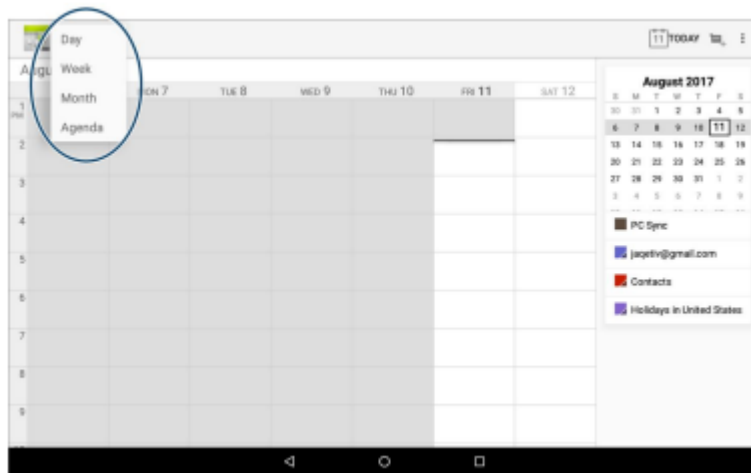 Day
Week
Month
Agenda
TODAY
11
Augu
MON 7
TUE 8
WED 9
THU 10
FRI 11
SAT 12
1
PM
2
3
4
5
6
7
8
9
August 2017
S M T W T F S
30 31 1 2 3 4 5
6 7 8 9 10 11 12
13 14 15 16 17 18 19
20 21 22 23 24 25 26
27 28 29 30 31 1 2
3 4 5 6 7 8 9
PC Sync
jaqetiv@gmail.com
Contacts
Holidays in United States